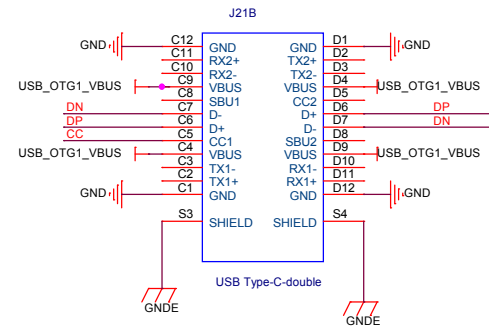 J21B
GND C12 GND GND D1 GND
C11 RX2+ TX2+ D2
C10 RX2- TX2- D3
USB_OTG1_VBUS C9 VBUS VBUS D4 USB_OTG1_VBUS
C8 SBU1 CC2 D5
DN C7 D- D+ D6 DP
DP C6 D+ D- D7 DN
CC C5 CC1 SBU2 D8
USB_OTG1_VBUS C4 VBUS VBUS D9 USB_OTG1_VBUS
C3 TX1- RX1- D10
C2 TX1+ RX1+ D11
GND C1 GND GND D12 GND
S3 SHIELD SHIELD S4
USB Type-C-double
GNDE GNDE